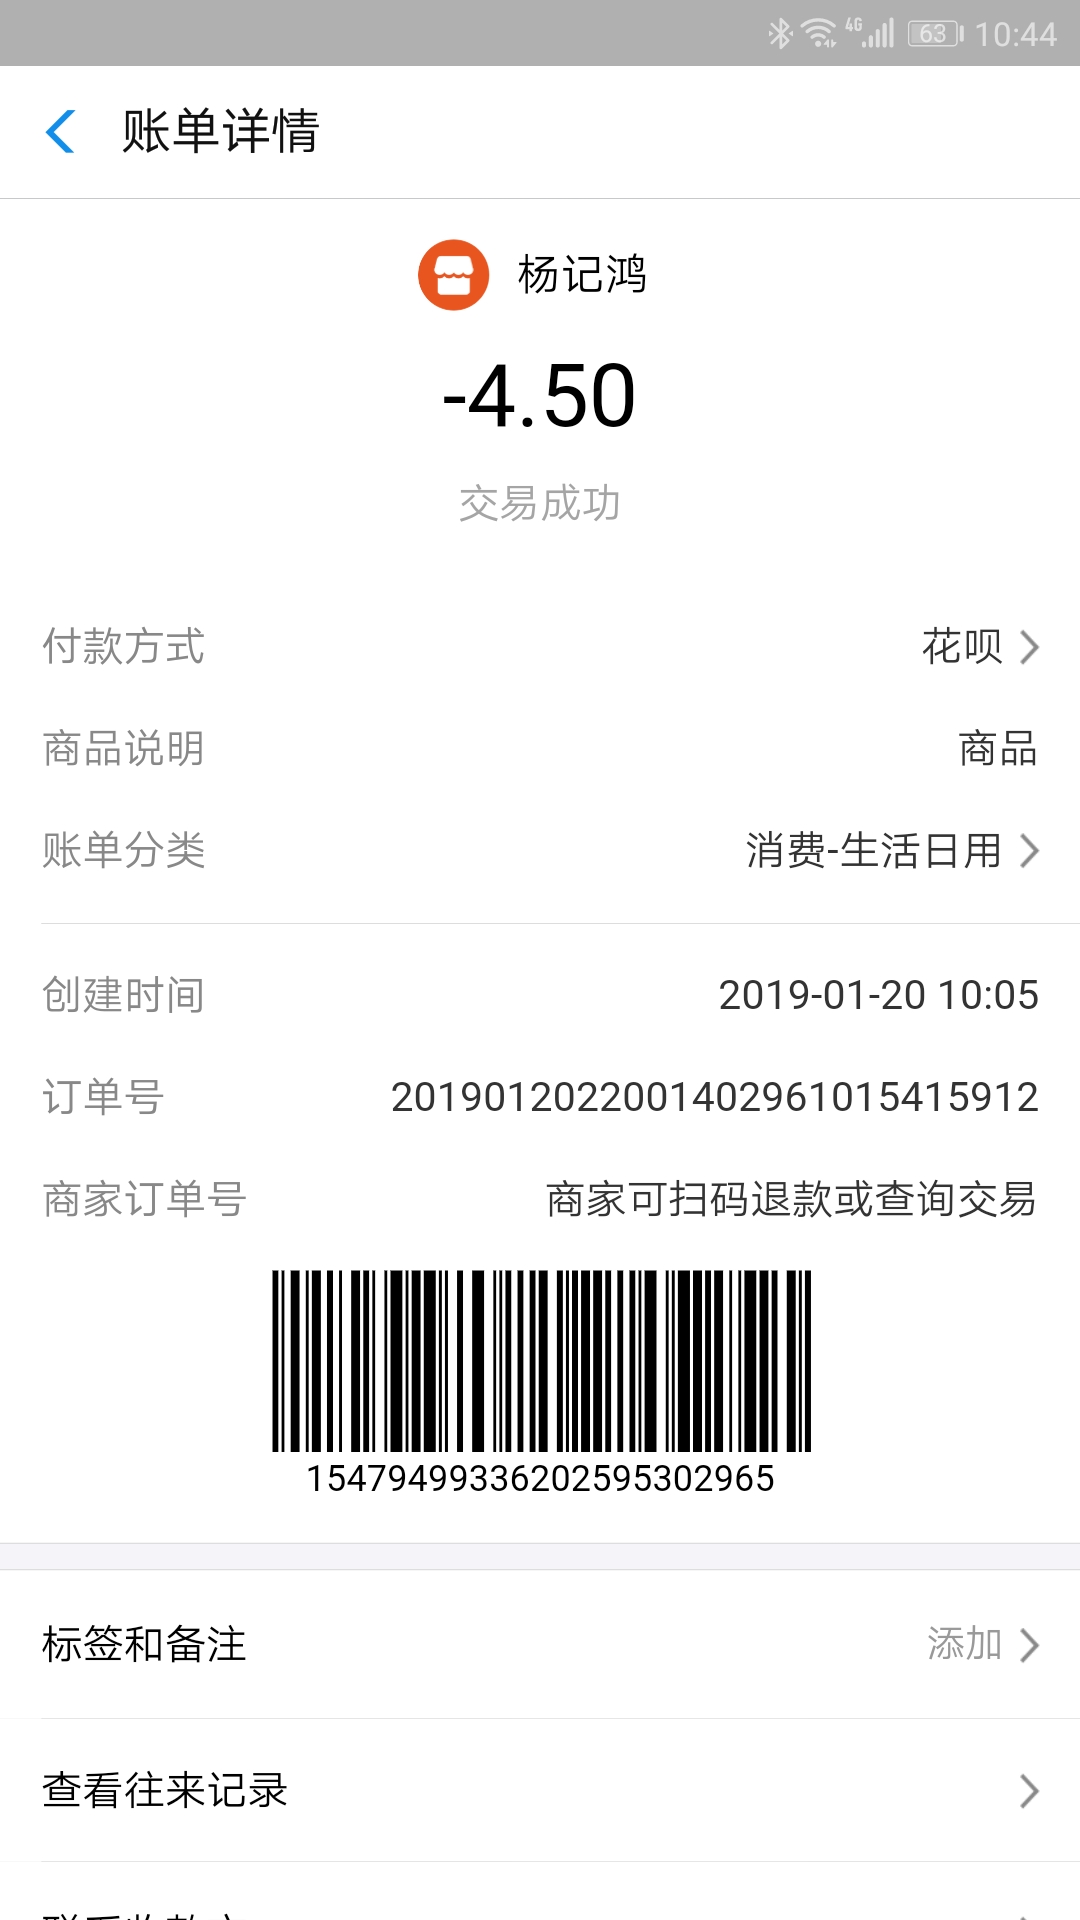 4G 63 10:44
账单详情
杨记鸿
-4.50
交易成功
付款方式 花呗
商品说明 商品
账单分类 消费-生活日用
创建时间 2019-01-20 10:05
订单号 2019012022001402961015415912
商家订单号 商家可扫码退款或查询交易
15479499336202595302965
标签和备注 添加
查看往来记录